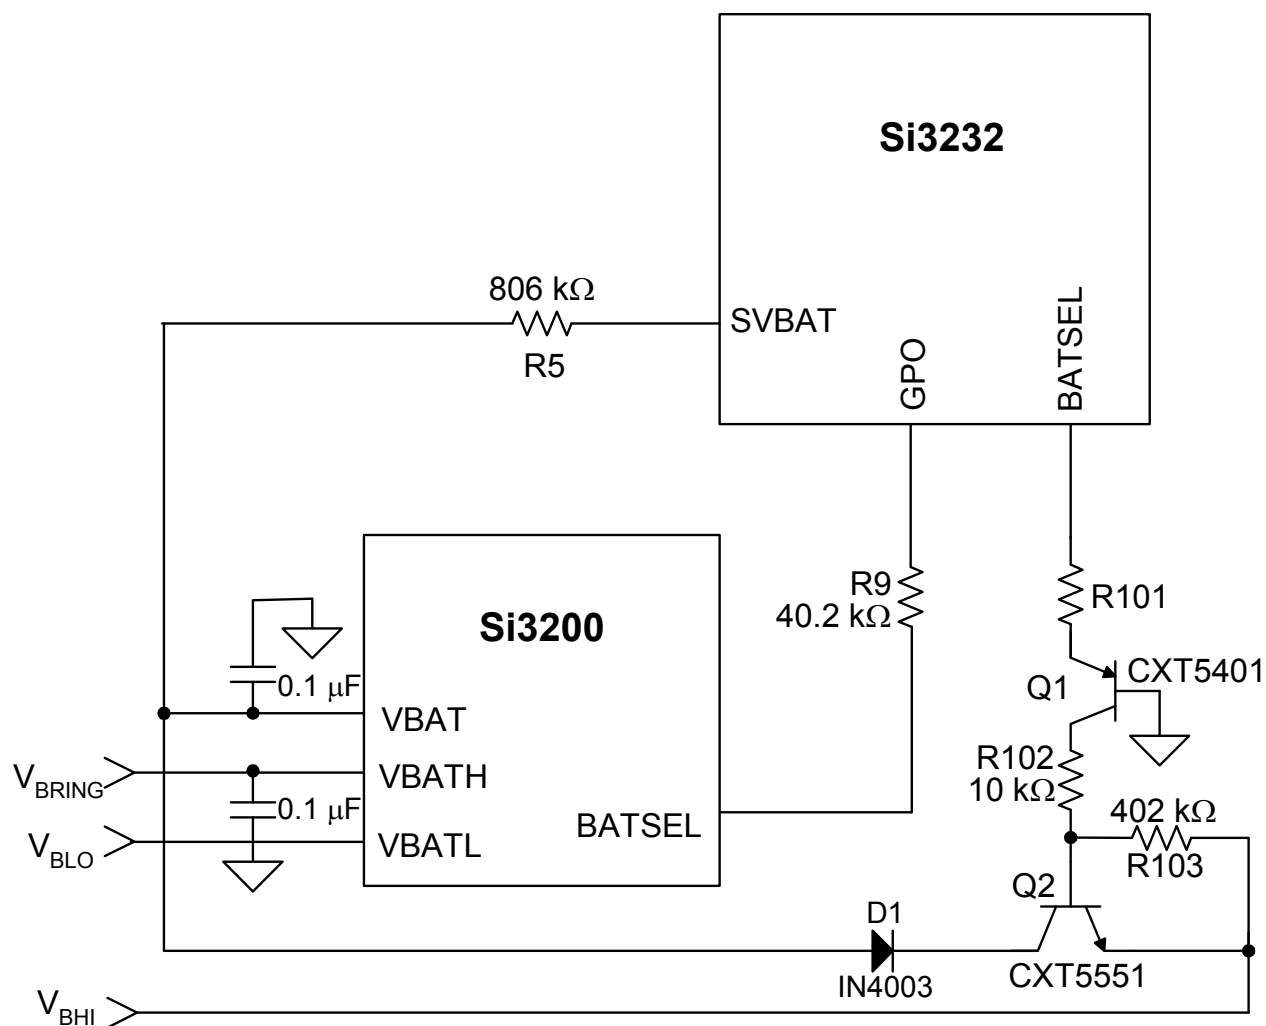 Si3232
806 kΩ
SVBAT
R5
GPO
BATSEL
R9
40.2 kΩ
R101
Si3200
CXT5401
Q1
0.1 μF
VBAT
R102
10 kΩ
VBRING
VBATH
402 kΩ
0.1 μF
BATSEL
VBLO
VBATL
R103
Q2
D1
IN4003
CXT5551
VBHI